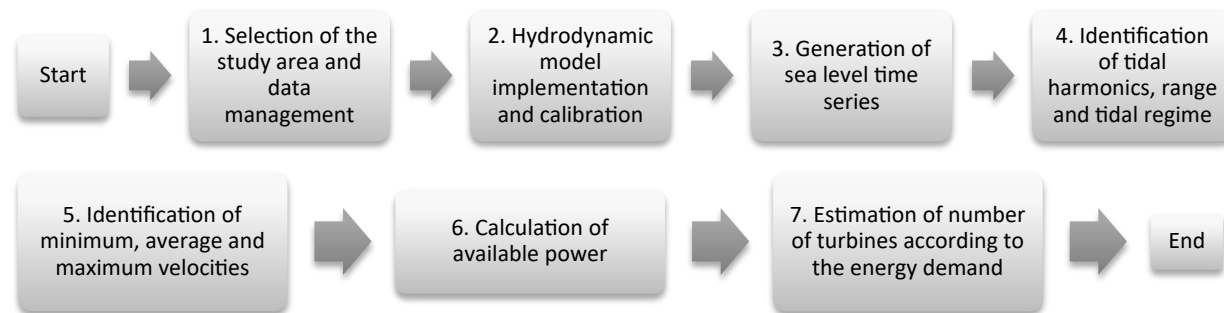 Start
1. Selection of the
study area and
data
management
2. Hydrodynamic
model
implementation
and calibration
3. Generation of
sea level time
series
4. Identification
of tidal
harmonics, range
and tidal regime
5. Identification of
minimum, average and
maximum velocities
6. Calculation of
available power
7. Estimation of number
of turbines according to
the energy demand
End